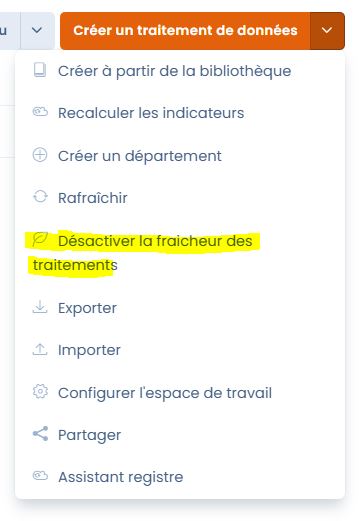 u
Créer un traitement de données
Créer à partir de la bibliothèque
Recalculer les indicateurs
Créer un département
Rafraîchir
Désactiver la fraicheur des
traitements
Exporter
Importer
Configurer l'espace de travail
Partager
Assistant registre